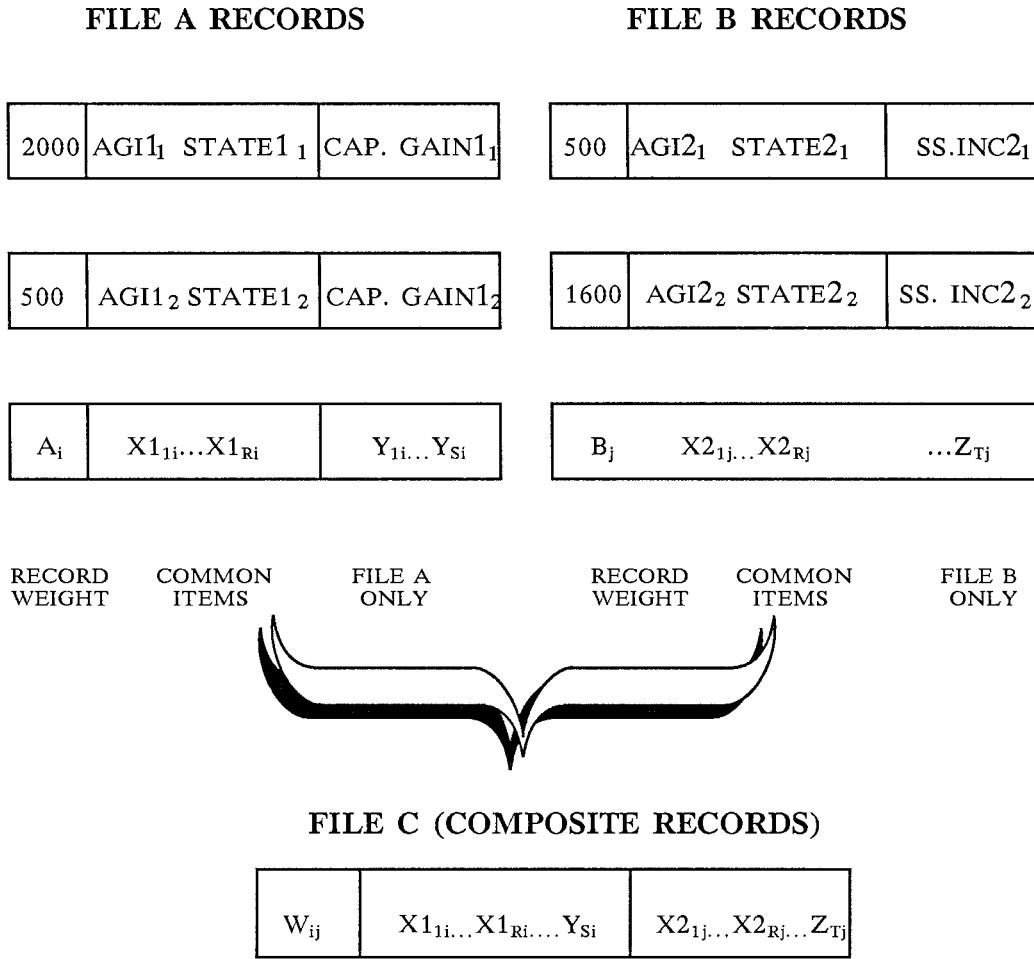 FILE A RECORDS FILE B RECORDS
2000 AGI1₁ STATE1₁ CAP. GAIN1₁ 500 AGI2₁ STATE2₁ SS.INC2₁
500 AGI1₂ STATE1₂ CAP. GAIN1₂ 1600 AGI2₂ STATE2₂ SS. INC2₂
Aᵢ X1₁ᵢ...X1Rᵢ Y₁ᵢ...YSᵢ Bⱼ X2₁ⱼ...X2Rⱼ ...ZTⱼ
RECORD COMMON FILE A RECORD COMMON FILE B
WEIGHT ITEMS ONLY WEIGHT ITEMS ONLY
FILE C (COMPOSITE RECORDS)
Wᵢⱼ X1₁ᵢ...X1Rᵢ....YSᵢ X2₁ⱼ...X2Rⱼ...ZTⱼ